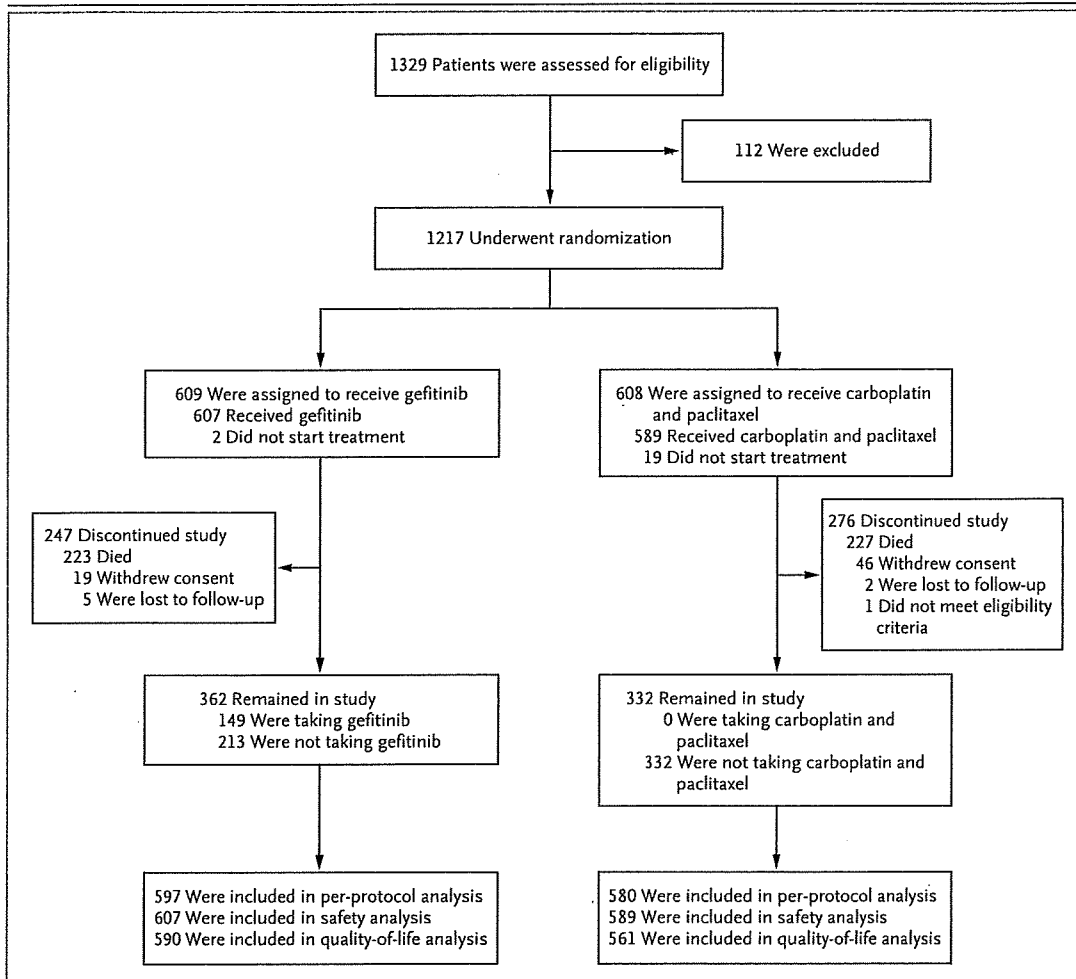 1329 Patients were assessed for eligibility
112 Were excluded
1217 Underwent randomization
609 Were assigned to receive gefitinib
607 Received gefitinib
2 Did not start treatment
608 Were assigned to receive carboplatin
and paclitaxel
589 Received carboplatin and paclitaxel
19 Did not start treatment
247 Discontinued study
223 Died
19 Withdrew consent
5 Were lost to follow-up
276 Discontinued study
227 Died
46 Withdrew consent
2 Were lost to follow-up
1 Did not meet eligibility
criteria
362 Remained in study
149 Were taking gefitinib
213 Were not taking gefitinib
332 Remained in study
0 Were taking carboplatin and
paclitaxel
332 Were not taking carboplatin and
paclitaxel
597 Were included in per-protocol analysis
607 Were included in safety analysis
590 Were included in quality-of-life analysis
580 Were included in per-protocol analysis
589 Were included in safety analysis
561 Were included in quality-of-life analysis